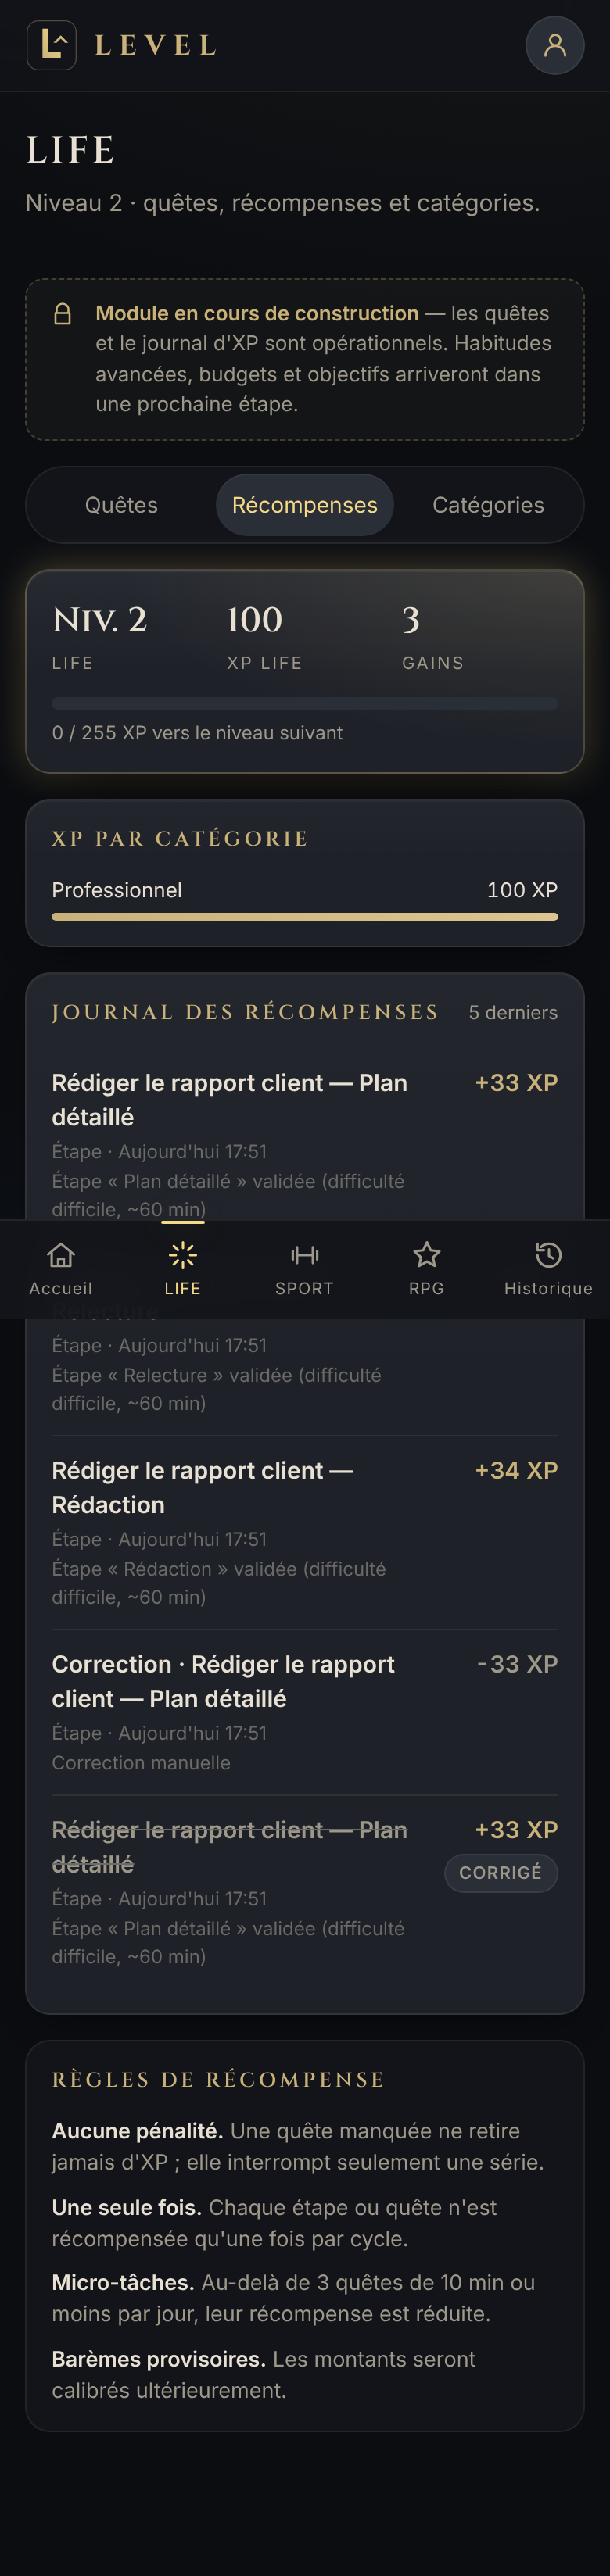 LEVEL
LIFE
Niveau 2 · quêtes, récompenses et catégories.
Module en cours de construction — les quêtes
et le journal d'XP sont opérationnels. Habitudes
avancées, budgets et objectifs arriveront dans
une prochaine étape.
Quêtes Récompenses Catégories
Niv. 2 100 3
LIFE XP LIFE GAINS
0 / 255 XP vers le niveau suivant
XP PAR CATÉGORIE
Professionnel 100 XP
JOURNAL DES RÉCOMPENSES 5 derniers
Rédiger le rapport client — Plan +33 XP
détaillé
Étape · Aujourd'hui 17:51
Étape « Plan détaillé » validée (difficulté
difficile, ~60 min)
Accueil LIFE SPORT RPG Historique
Relecture
Étape · Aujourd'hui 17:51
Étape « Relecture » validée (difficulté
difficile, ~60 min)
Rédiger le rapport client — +34 XP
Rédaction
Étape · Aujourd'hui 17:51
Étape « Rédaction » validée (difficulté
difficile, ~60 min)
Correction · Rédiger le rapport -33 XP
client — Plan détaillé
Étape · Aujourd'hui 17:51
Correction manuelle
Rédiger le rapport client — Plan +33 XP
détaillé CORRIGÉ
Étape · Aujourd'hui 17:51
Étape « Plan détaillé » validée (difficulté
difficile, ~60 min)
RÈGLES DE RÉCOMPENSE
Aucune pénalité. Une quête manquée ne retire
jamais d'XP ; elle interrompt seulement une série.
Une seule fois. Chaque étape ou quête n'est
récompensée qu'une fois par cycle.
Micro-tâches. Au-delà de 3 quêtes de 10 min ou
moins par jour, leur récompense est réduite.
Barèmes provisoires. Les montants seront
calibrés ultérieurement.